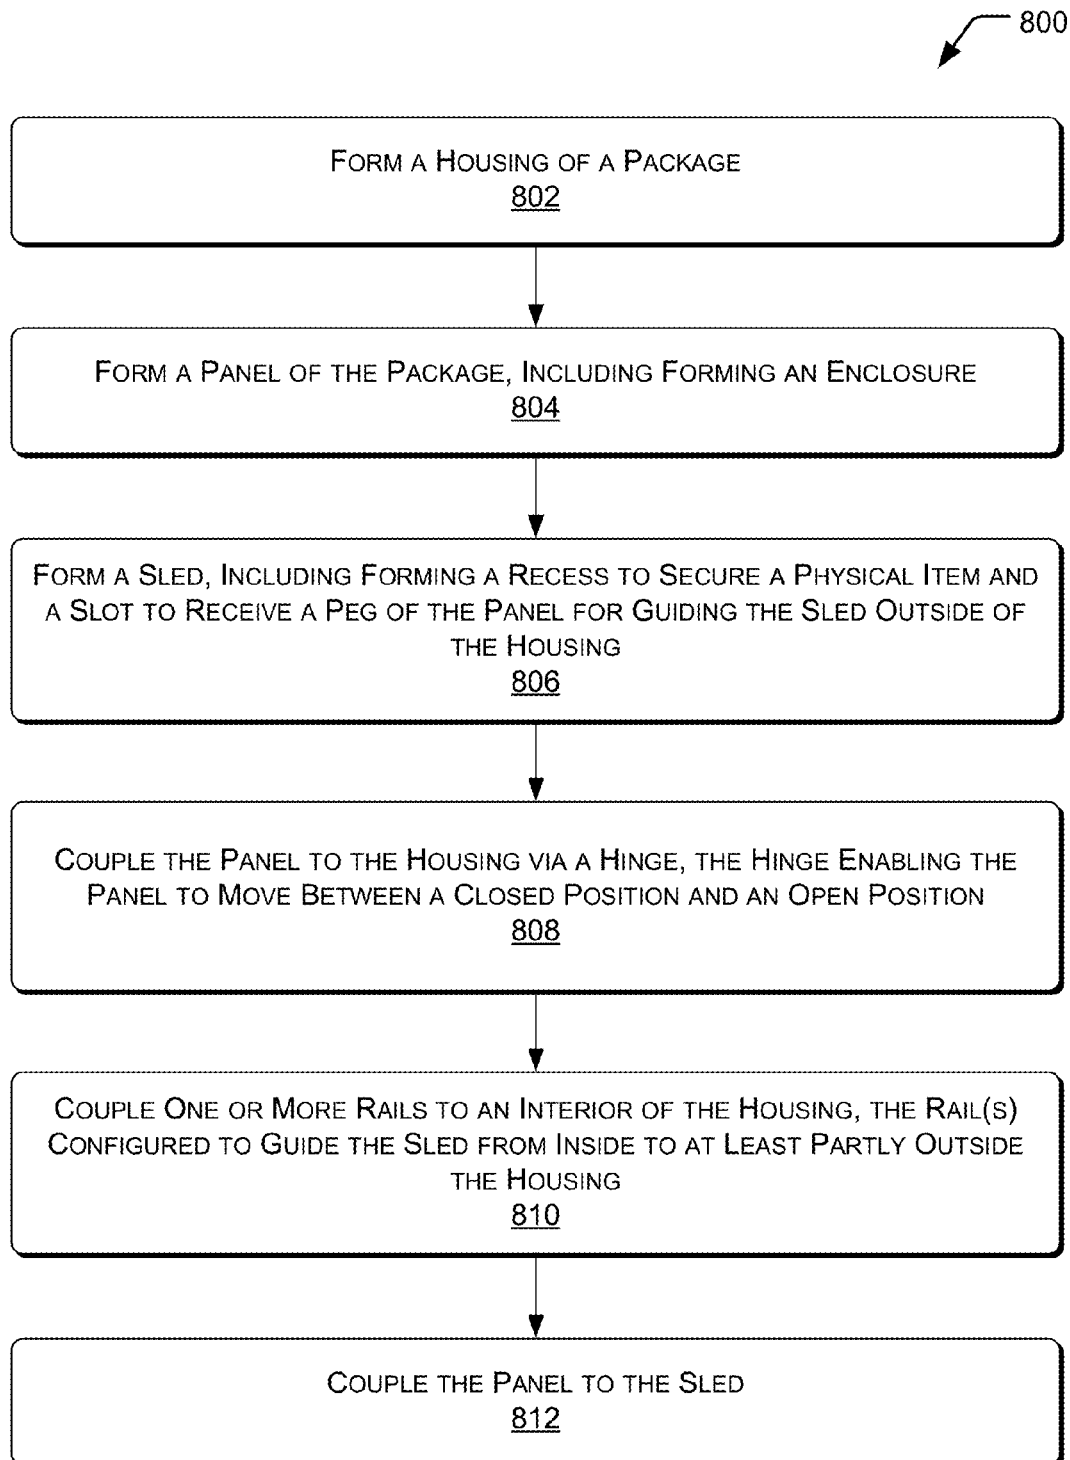 800
FORM A HOUSING OF A PACKAGE
802
FORM A PANEL OF THE PACKAGE, INCLUDING FORMING AN ENCLOSURE
804
FORM A SLED, INCLUDING FORMING A RECESS TO SECURE A PHYSICAL ITEM AND
A SLOT TO RECEIVE A PEG OF THE PANEL FOR GUIDING THE SLED OUTSIDE OF
THE HOUSING
806
COUPLE THE PANEL TO THE HOUSING VIA A HINGE, THE HINGE ENABLING THE
PANEL TO MOVE BETWEEN A CLOSED POSITION AND AN OPEN POSITION
808
COUPLE ONE OR MORE RAILS TO AN INTERIOR OF THE HOUSING, THE RAIL(S)
CONFIGURED TO GUIDE THE SLED FROM INSIDE TO AT LEAST PARTLY OUTSIDE
THE HOUSING
810
COUPLE THE PANEL TO THE SLED
812